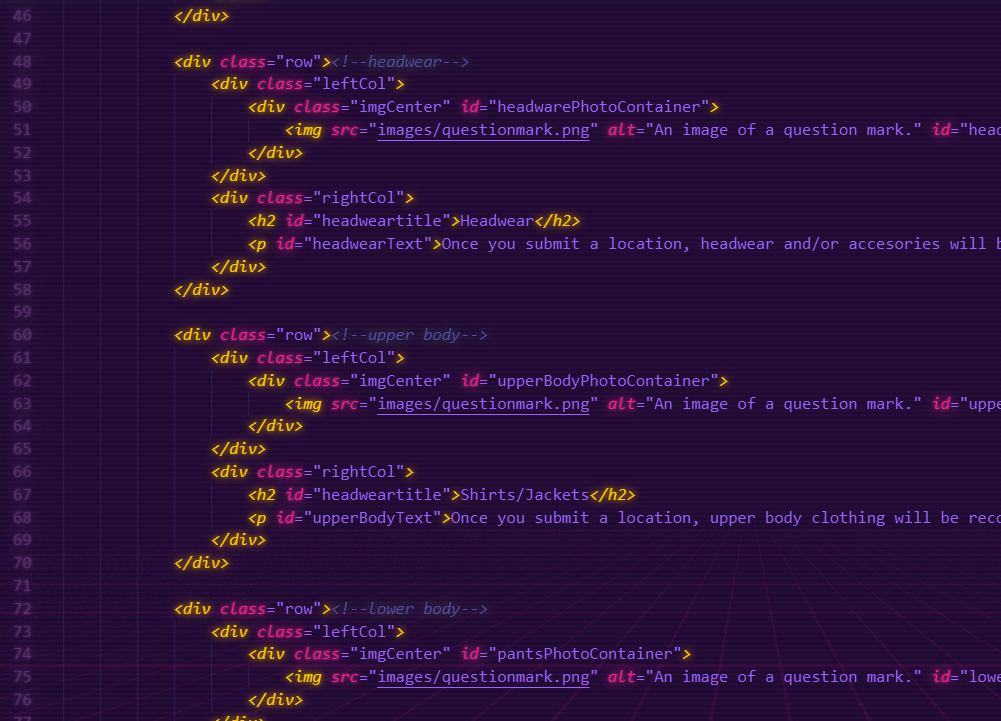 46 </div>
47
48 <div class="row"><!--headwear-->
49 <div class="leftCol">
50 <div class="imgCenter" id="headwarePhotoContainer">
51 <img src="images/questionmark.png" alt="An image of a question mark." id="head
52 </div>
53 </div>
54 <div class="rightCol">
55 <h2 id="headweartitle">Headwear</h2>
56 <p id="headwearText">Once you submit a location, headwear and/or accesories will b
57 </div>
58 </div>
59
60 <div class="row"><!--upper body-->
61 <div class="leftCol">
62 <div class="imgCenter" id="upperBodyPhotoContainer">
63 <img src="images/questionmark.png" alt="An image of a question mark." id="uppe
64 </div>
65 </div>
66 <div class="rightCol">
67 <h2 id="headweartitle">Shirts/Jackets</h2>
68 <p id="upperBodyText">Once you submit a location, upper body clothing will be reco
69 </div>
70 </div>
71
72 <div class="row"><!--lower body-->
73 <div class="leftCol">
74 <div class="imgCenter" id="pantsPhotoContainer">
75 <img src="images/questionmark.png" alt="An image of a question mark." id="lowe
76 </div>
77 </div>